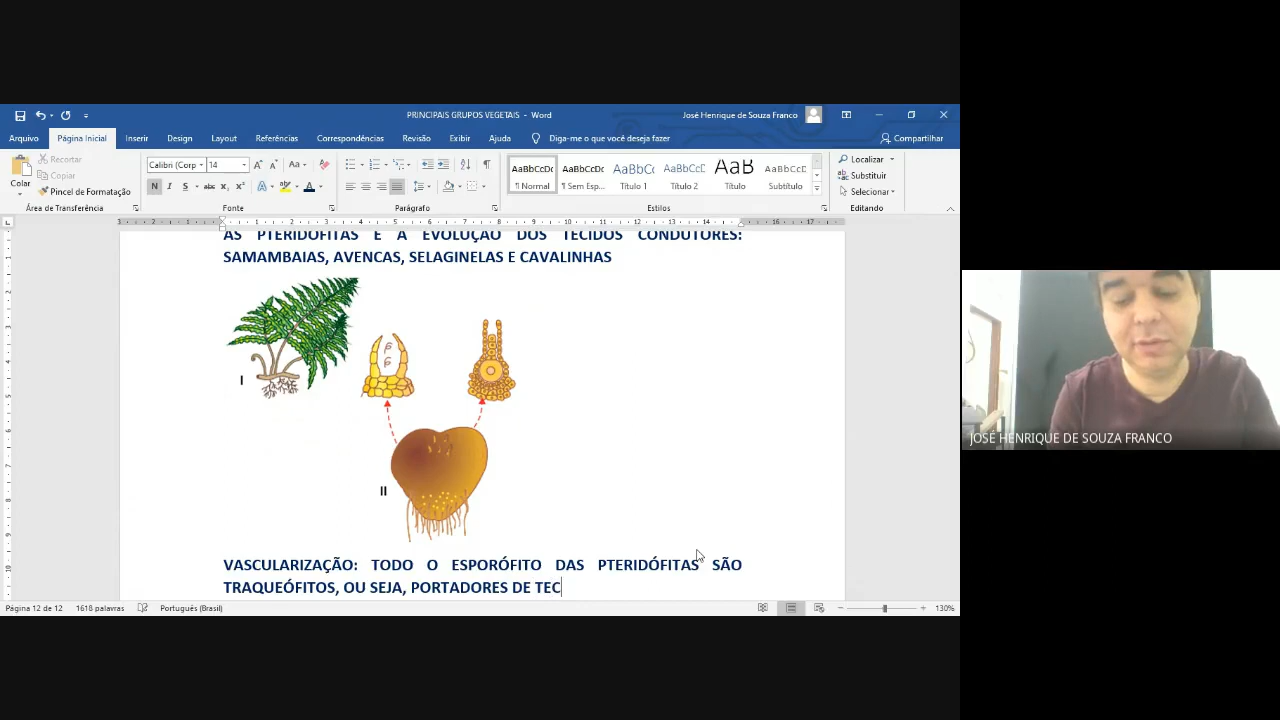 PRINCIPAIS GRUPOS VEGETAIS - Word
José Henrique de Souza Franco
Arquivo
Página Inicial
Inserir
Design
Layout
Referências
Correspondências
Revisão
Exibir
Ajuda
Diga-me o que você deseja fazer
Compartilhar
Colar
Recortar
Copiar
Pincel de Formatação
Área de Transferência
Calibri (Corp
14
Fonte
Parágrafo
AaBbCcDc
¶ Normal
AaBbCcDc
¶ Sem Esp...
AaBbCc
Título 1
AaBbCcD
Título 2
AaB
Título
AaBbCcD
Subtítulo
Estilos
Localizar
Substituir
Selecionar
Editando
AS PTERIDÓFITAS E A EVOLUÇÃO DOS TECIDOS CONDUTORES:
SAMAMBAIAS, AVENCAS, SELAGINELAS E CAVALINHAS
I
II
VASCULARIZAÇÃO: TODO O ESPORÓFITO DAS PTERIDÓFITAS SÃO
TRAQUEÓFITOS, OU SEJA, PORTADORES DE TEC
Página 12 de 12
1618 palavras
Português (Brasil)
130%
JOSÉ HENRIQUE DE SOUZA FRANCO